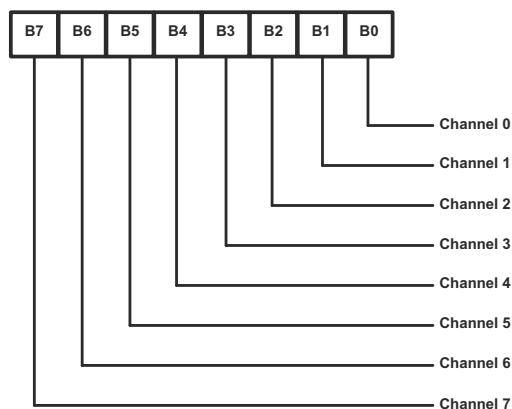 B7 B6 B5 B4 B3 B2 B1 B0
Channel 0
Channel 1
Channel 2
Channel 3
Channel 4
Channel 5
Channel 6
Channel 7